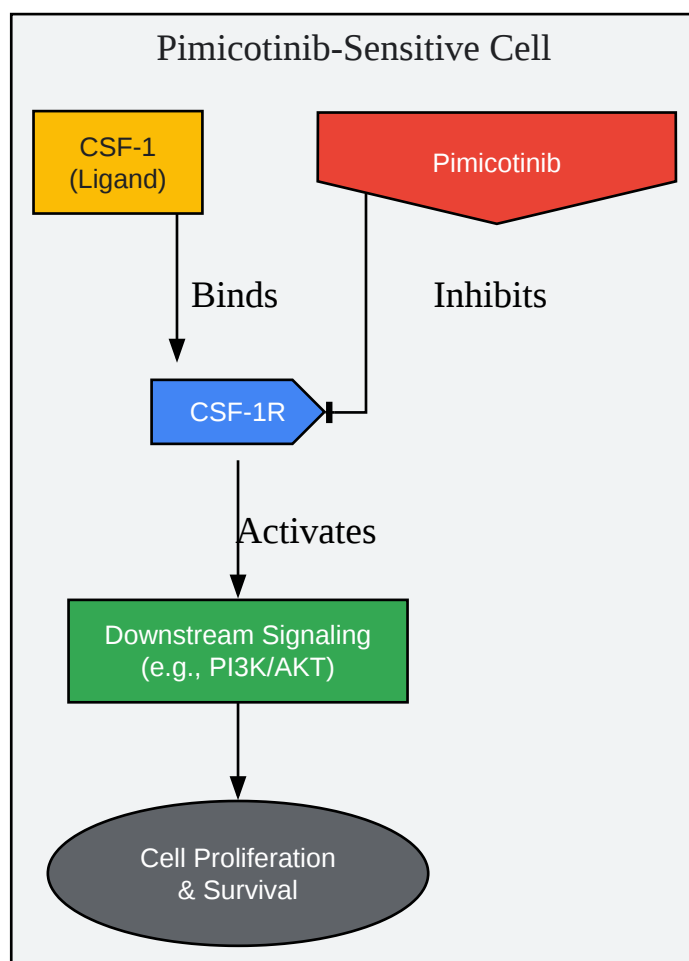 Pimicotinib-Sensitive Cell
CSF-1
(Ligand)
Pimicotinib
Binds
Inhibits
CSF-1R
Activates
Downstream Signaling
(e.g., PI3K/AKT)
Cell Proliferation
& Survival